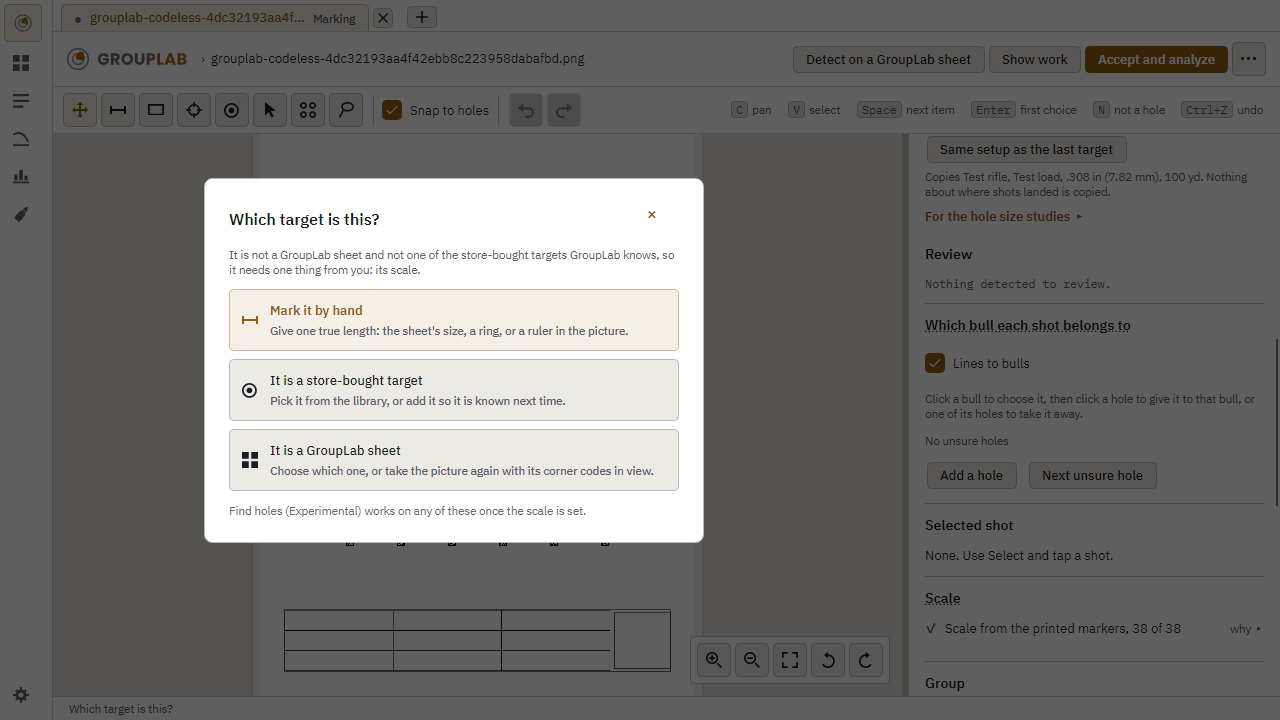 grouplab-codeless-4dc32193aa4f... Marking
GROUPLAB › grouplab-codeless-4dc32193aa4f42ebb8c223958dabafbd.png
Detect on a GroupLab sheet
Show work
Accept and analyze
Snap to holes
C pan
V select
Space next item
Enter first choice
N not a hole
Ctrl+Z undo
Which target is this?
It is not a GroupLab sheet and not one of the store-bought targets GroupLab knows, so
it needs one thing from you: its scale.
Mark it by hand
Give one true length: the sheet's size, a ring, or a ruler in the picture.
It is a store-bought target
Pick it from the library, or add it so it is known next time.
It is a GroupLab sheet
Choose which one, or take the picture again with its corner codes in view.
Find holes (Experimental) works on any of these once the scale is set.
Same setup as the last target
Copies Test rifle, Test load, .308 in (7.82 mm), 100 yd. Nothing
about where shots landed is copied.
For the hole size studies
Review
Nothing detected to review.
Which bull each shot belongs to
Lines to bulls
Click a bull to choose it, then click a hole to give it to that bull, or
one of its holes to take it away.
No unsure holes
Add a hole
Next unsure hole
Selected shot
None. Use Select and tap a shot.
Scale
Scale from the printed markers, 38 of 38
why
Group
Which target is this?